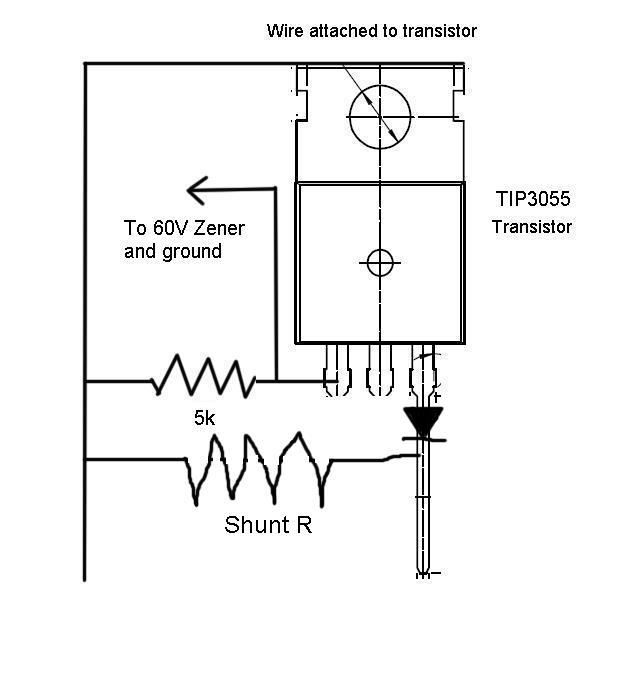 Wire attached to transistor
TIP3055
Transistor
To 60V Zener
and ground
5k
Shunt R